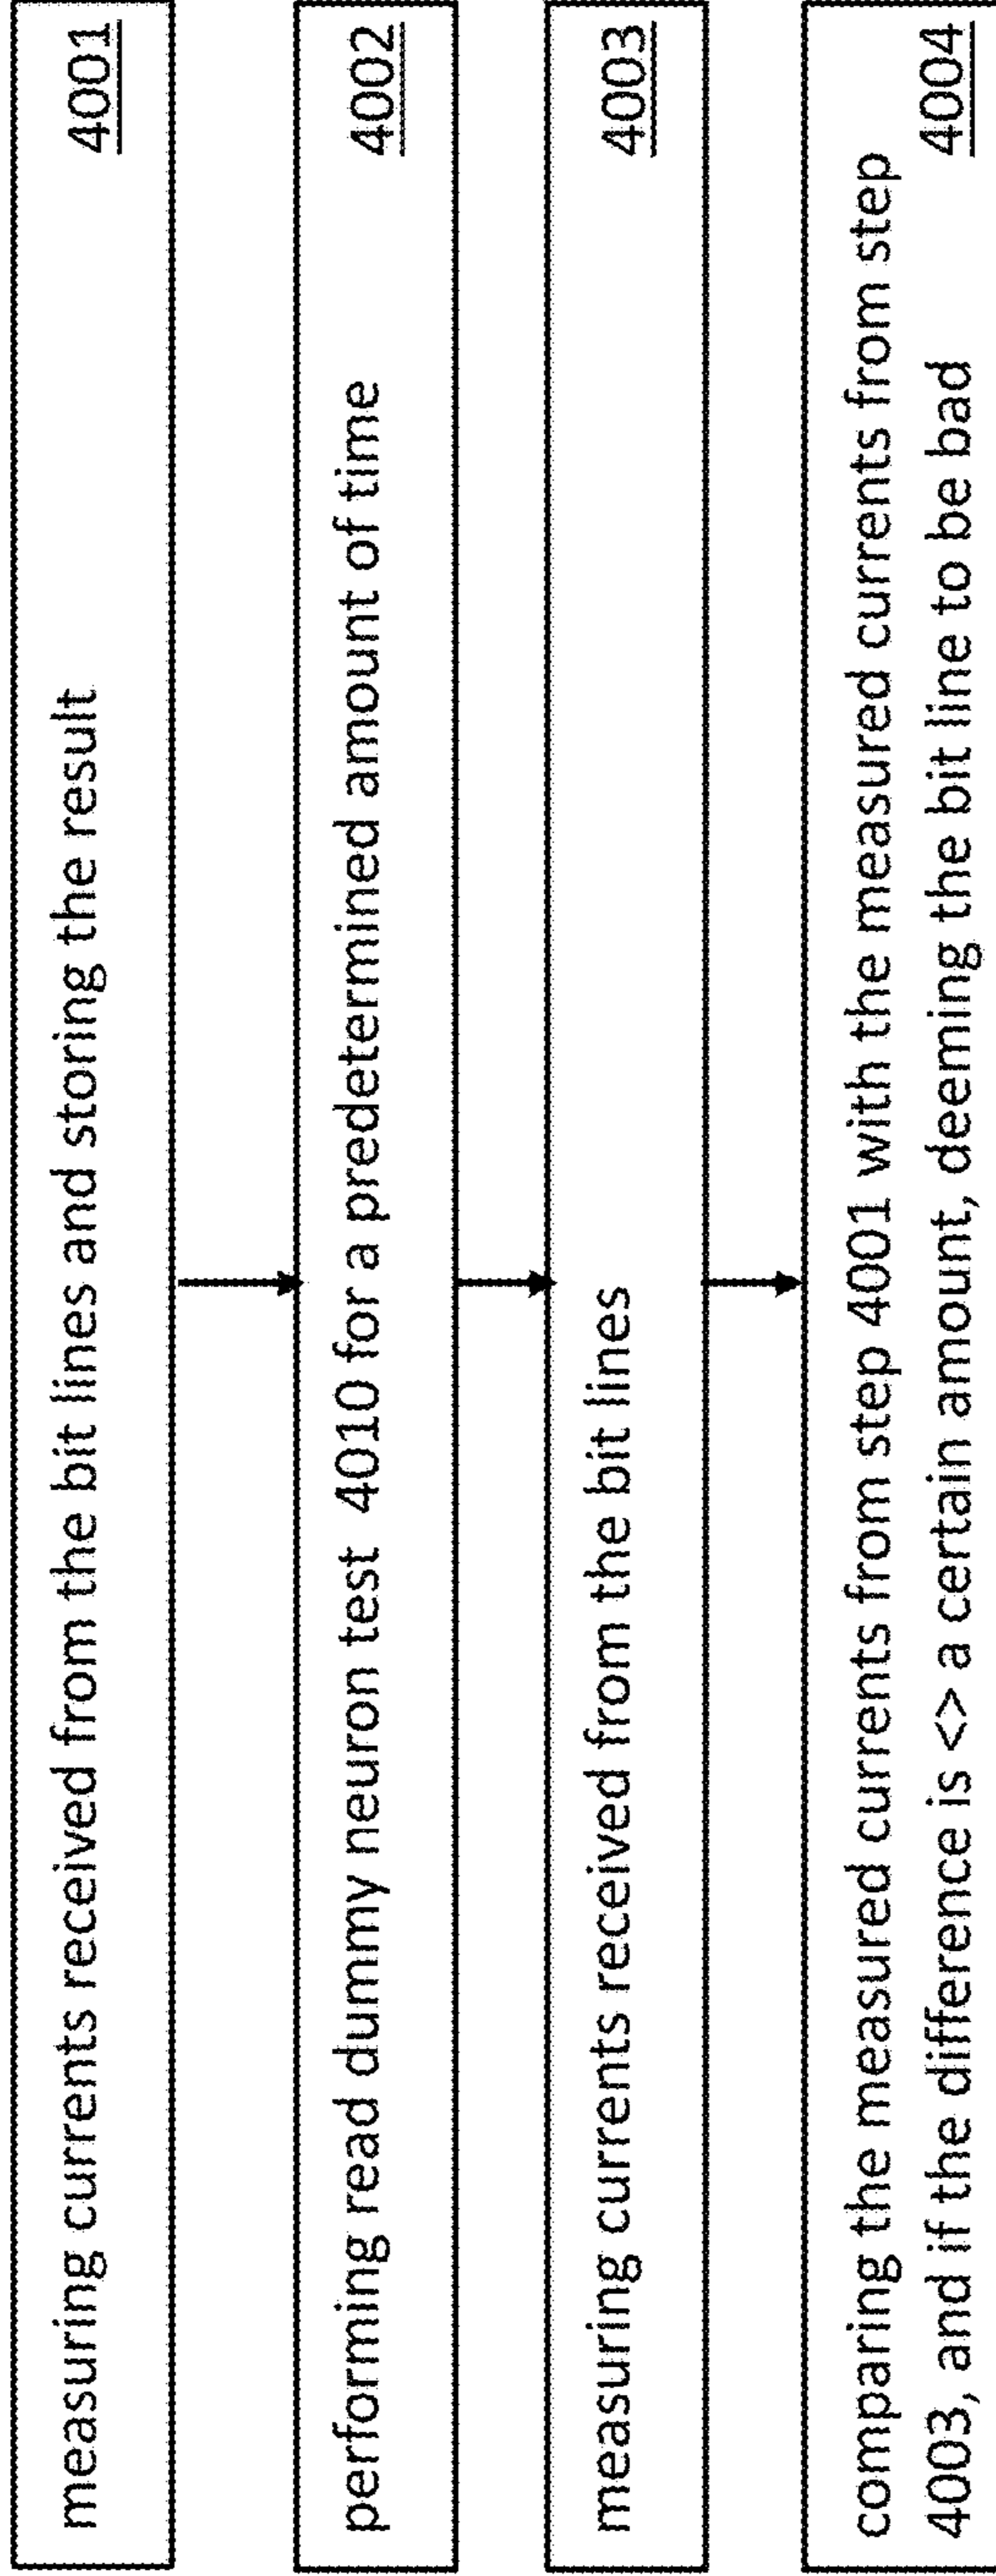 measuring currents received from the bit lines and storing the result
4001
performing read dummy neuron test 4010 for a predetermined amount of time
4002
measuring currents received from the bit lines
4003
comparing the measured currents from step 4001 with the measured currents from step
4003, and if the difference is <> a certain amount, deeming the bit line to be bad
4004